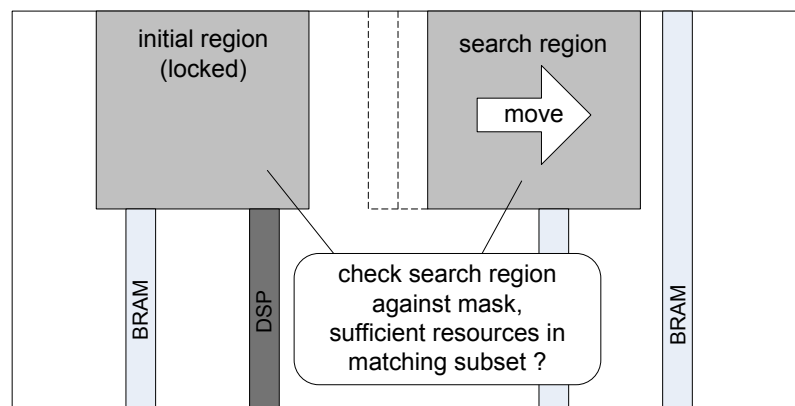 initial region
(locked)
search region
move
check search region
against mask,
sufficient resources in
matching subset ?
BRAM
DSP
BRAM